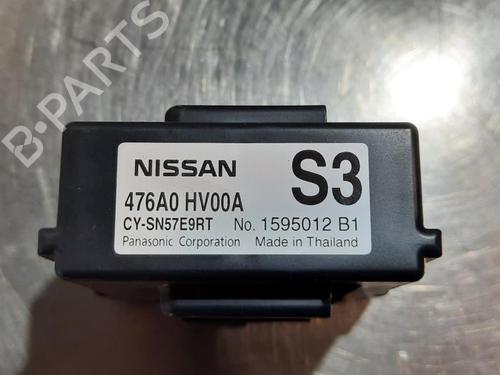 B-PARTS
NISSAN
S3
476A0 HV00A
CY-SN57E9RT No. 1595012 B1
Panasonic Corporation Made in Thailand